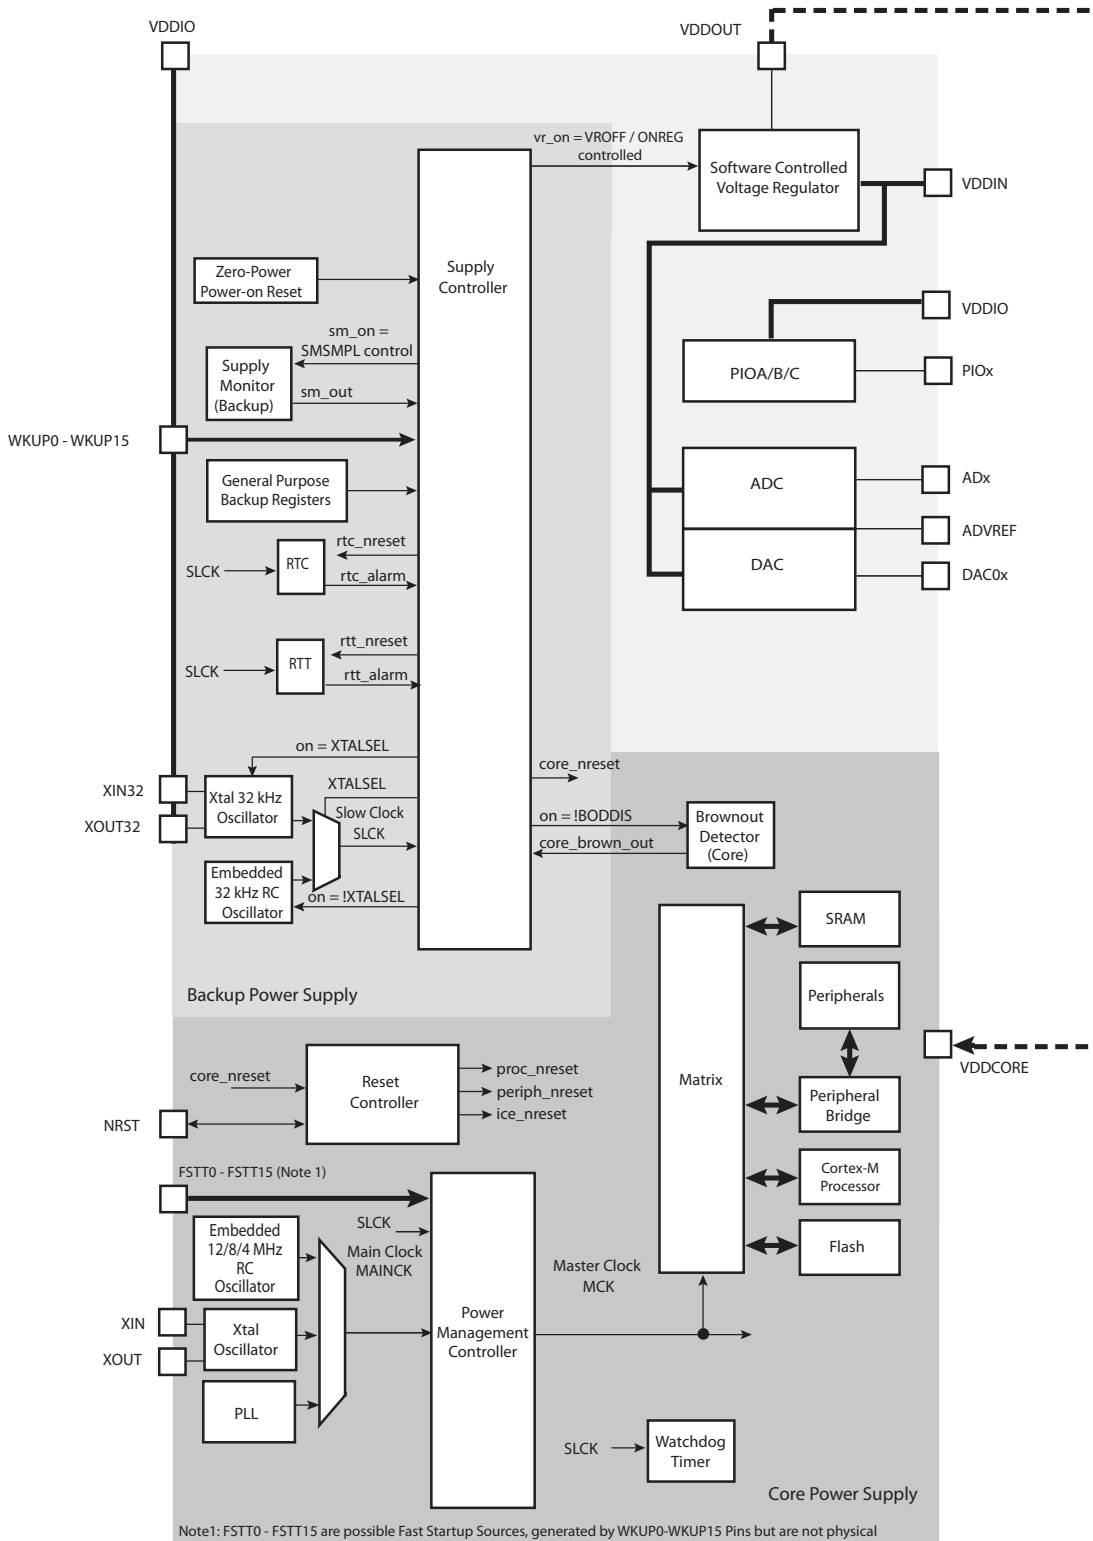 VDDIO
VDDOUT
vr_on = VROFF / ONREG
controlled
Software Controlled
Voltage Regulator
VDDIN
Zero-Power
Power-on Reset
Supply
Controller
VDDIO
sm_on =
SMSMPL control
Supply
Monitor
(Backup)
sm_out
PIOA/B/C
PIOx
WKUP0 - WKUP15
General Purpose
Backup Registers
ADC
ADx
ADVREF
DAC
DAC0x
rtc_nreset
SLCK
RTC
rtc_alarm
rtt_nreset
SLCK
RTT
rtt_alarm
on = XTALSEL
core_nreset
XIN32
XOUT32
Xtal 32 kHz
Oscillator
XTALSEL
Slow Clock
SLCK
on = !BODDIS
core_brown_out
Brownout
Detector
(Core)
Embedded
32 kHz RC
Oscillator
on = !XTALSEL
SRAM
Backup Power Supply
Peripherals
VDDCORE
core_nreset
Reset
Controller
proc_nreset
periph_nreset
ice_nreset
Matrix
Peripheral
Bridge
NRST
Cortex-M
Processor
FSTT0 - FSTT15 (Note 1)
SLCK
Embedded
12/8/4 MHz
RC
Oscillator
Main Clock
MAINCK
Master Clock
MCK
Flash
XIN
XOUT
Xtal
Oscillator
Power
Management
Controller
PLL
SLCK
Watchdog
Timer
Core Power Supply
Note1: FSTT0 - FSTT15 are possible Fast Startup Sources, generated by WKUP0-WKUP15 Pins but are not physical